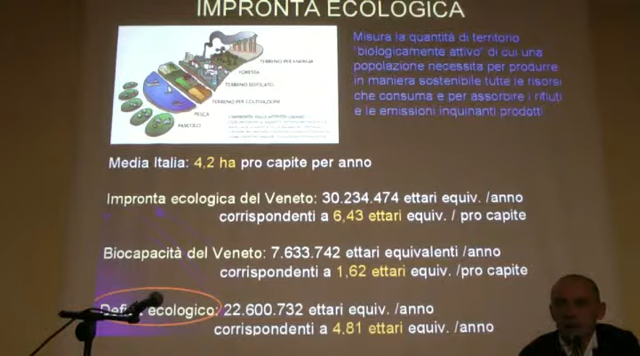 IMPRONTA ECOLOGICA
Misura la quantità di territorio
"biologicamente attivo" di cui una
popolazione necessita per produrre
in maniera sostenibile tutte le risorse
che consuma e per assorbire i rifiuti
e le emissioni inquinanti prodotti
TERRENO PER ENERGIA
FORESTA
TERRENO EDIFICATO
TERRENO PER COLTIVAZIONI
PESCA
PASCOLO
Media Italia: 4,2 ha pro capite per anno
Impronta ecologica del Veneto: 30.234.474 ettari equiv. /anno
corrispondenti a 6,43 ettari equiv. / pro capite
Biocapacità del Veneto: 7.633.742 ettari equivalenti /anno
corrispondenti a 1,62 ettari equiv. / pro capite
ecologico: 22.600.732 ettari equiv. /anno
corrispondenti a 4,81 ettari equiv. / pro capite